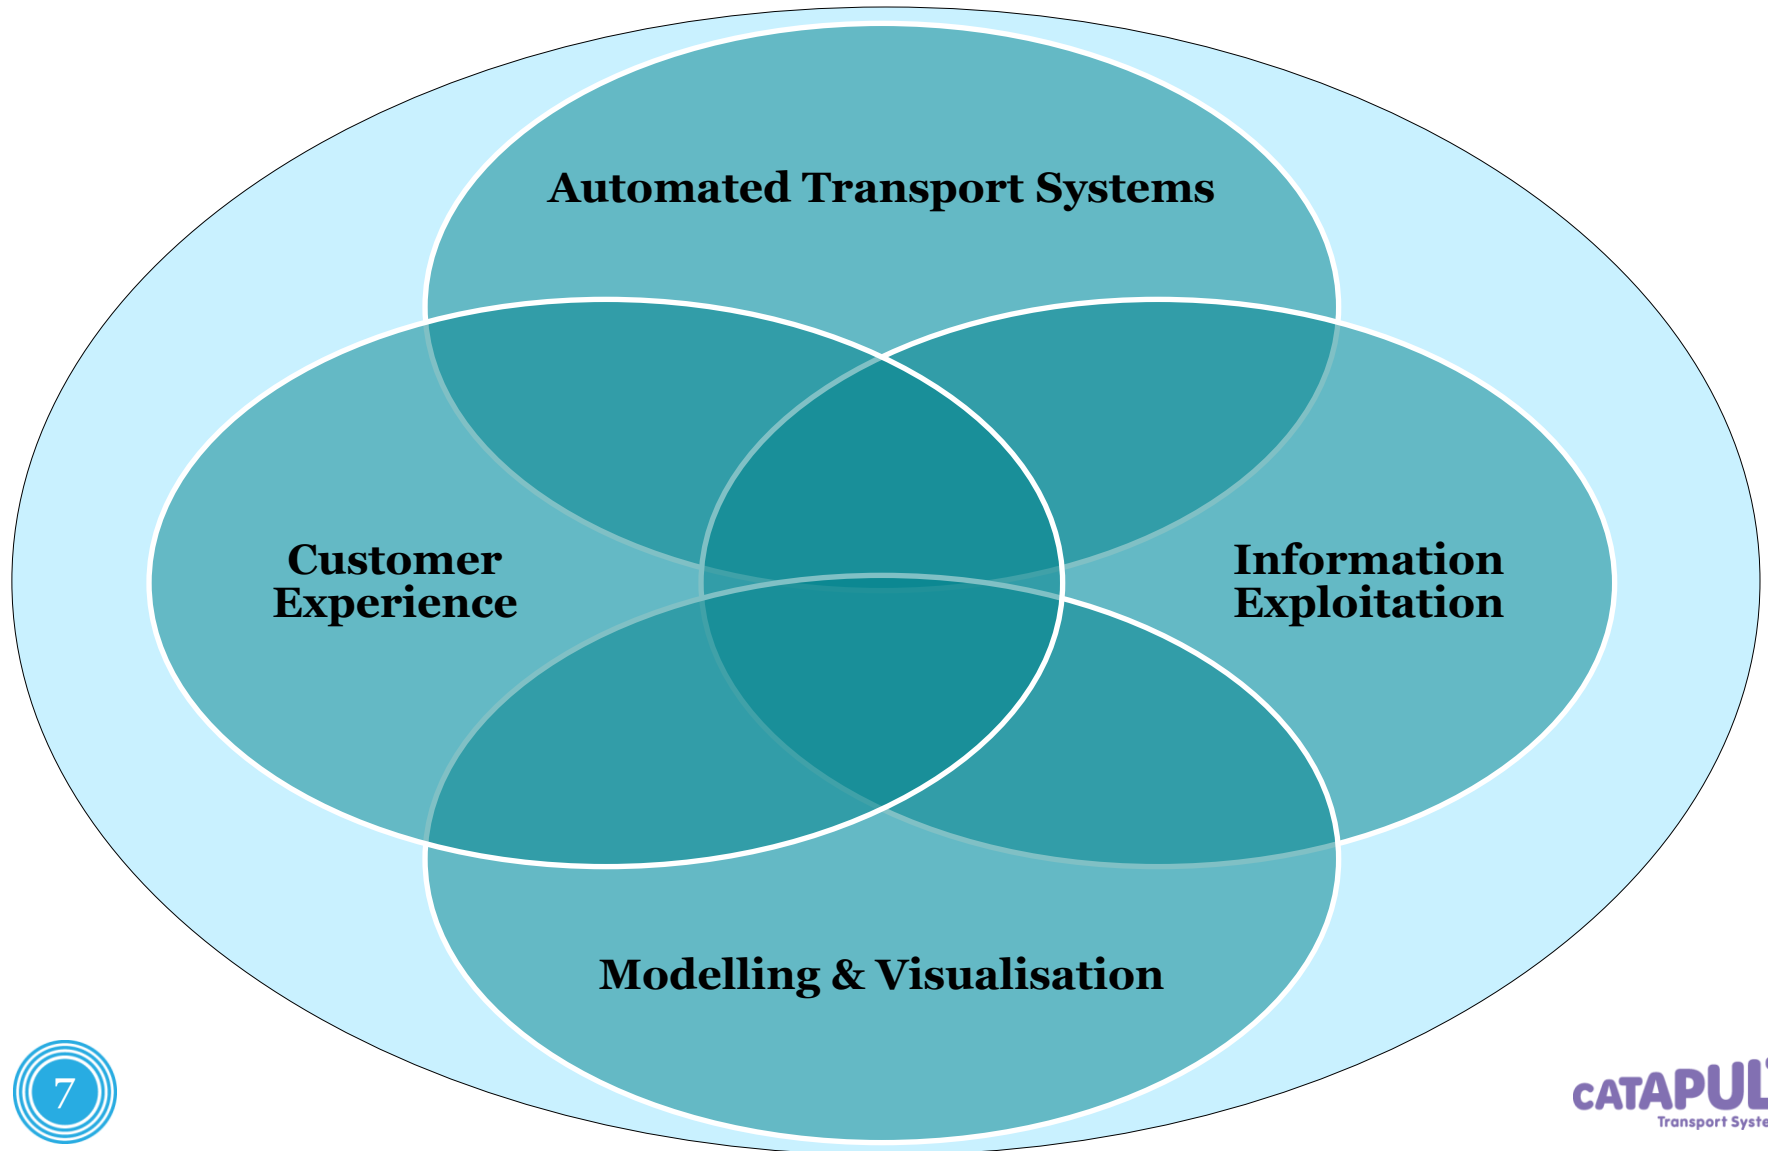 Automated Transport Systems
Customer
Experience
Information
Exploitation
Modelling & Visualisation
7
CATAPUL
Transport Syste